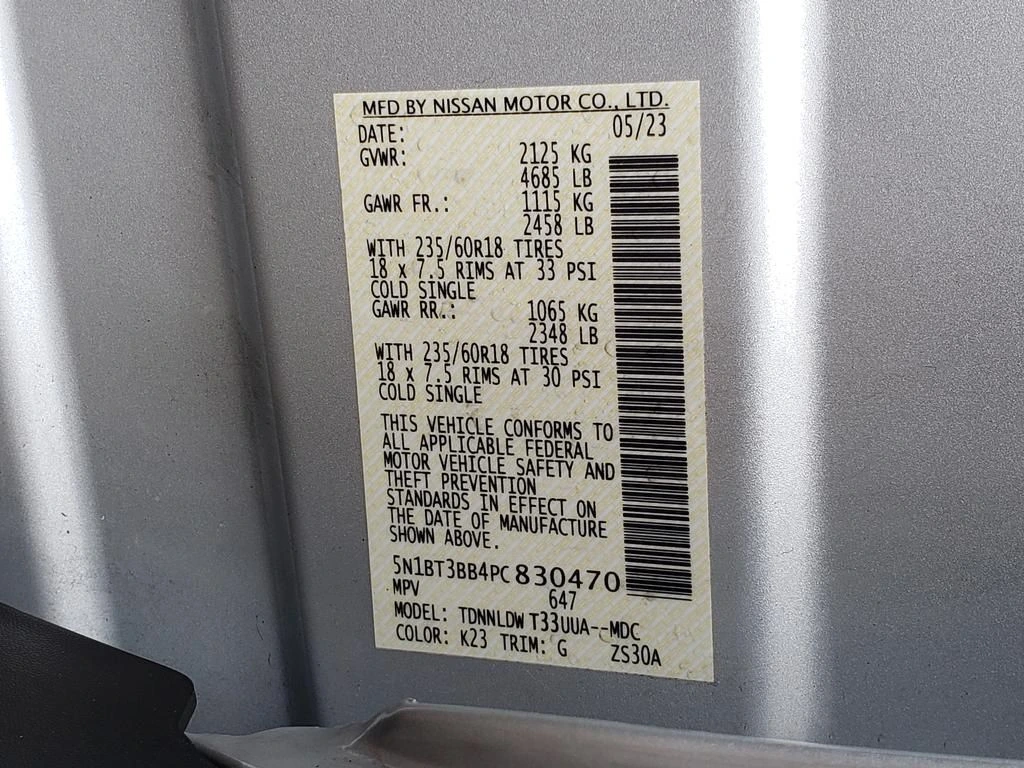 MFD BY NISSAN MOTOR CO., LTD.
DATE: 05/23
GVWR: 2125 KG
4685 LB
GAWR FR.: 1115 KG
2458 LB
WITH 235/60R18 TIRES
18 x 7.5 RIMS AT 33 PSI
COLD SINGLE
GAWR RR.: 1065 KG
2348 LB
WITH 235/60R18 TIRES
18 x 7.5 RIMS AT 30 PSI
COLD SINGLE
THIS VEHICLE CONFORMS TO
ALL APPLICABLE FEDERAL
MOTOR VEHICLE SAFETY AND
THEFT PREVENTION
STANDARDS IN EFFECT ON
THE DATE OF MANUFACTURE
SHOWN ABOVE.
5N1BT3BB4PC830470
MPV 647
MODEL: TDNNLDW T33UUA--MDC
COLOR: K23 TRIM: G ZS30A